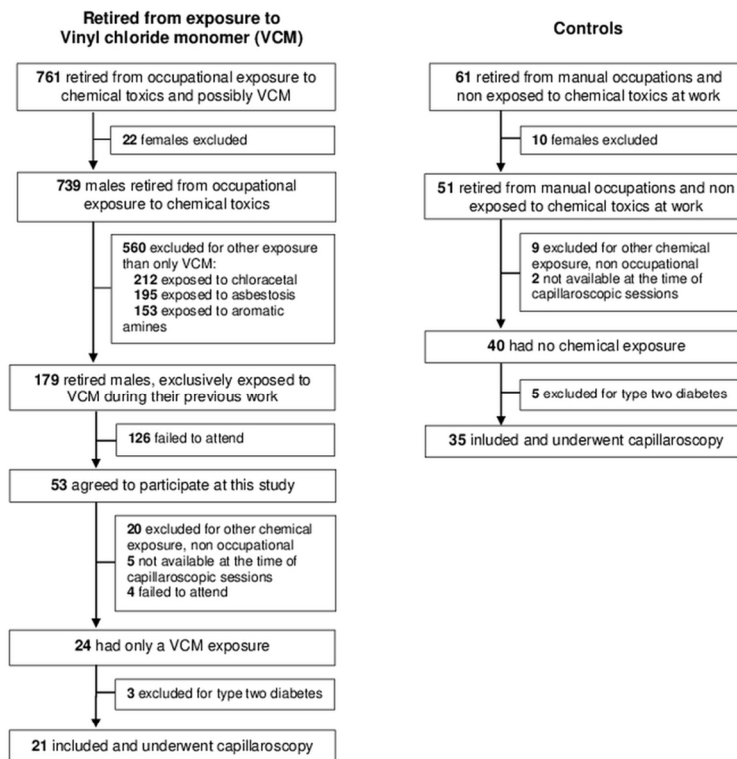 Retired from exposure to
Vinyl chloride monomer (VCM)
761 retired from occupational exposure to
chemical toxics and possibly VCM
22 females excluded
739 males retired from occupational
exposure to chemical toxics
560 excluded for other exposure
than only VCM:
212 exposed to chloracetal
195 exposed to asbestosis
153 exposed to aromatic
amines
179 retired males, exclusively exposed to
VCM during their previous work
126 failed to attend
53 agreed to participate at this study
20 excluded for other chemical
exposure, non occupational
5 not available at the time of
capillaroscopic sessions
4 failed to attend
24 had only a VCM exposure
3 excluded for type two diabetes
21 included and underwent capillaroscopy
Controls
61 retired from manual occupations and
non exposed to chemical toxics at work
10 females excluded
51 retired from manual occupations and non
exposed to chemical toxics at work
9 excluded for other chemical
exposure, non occupational
2 not available at the time of
capillaroscopic sessions
40 had no chemical exposure
5 excluded for type two diabetes
35 inluded and underwent capillaroscopy